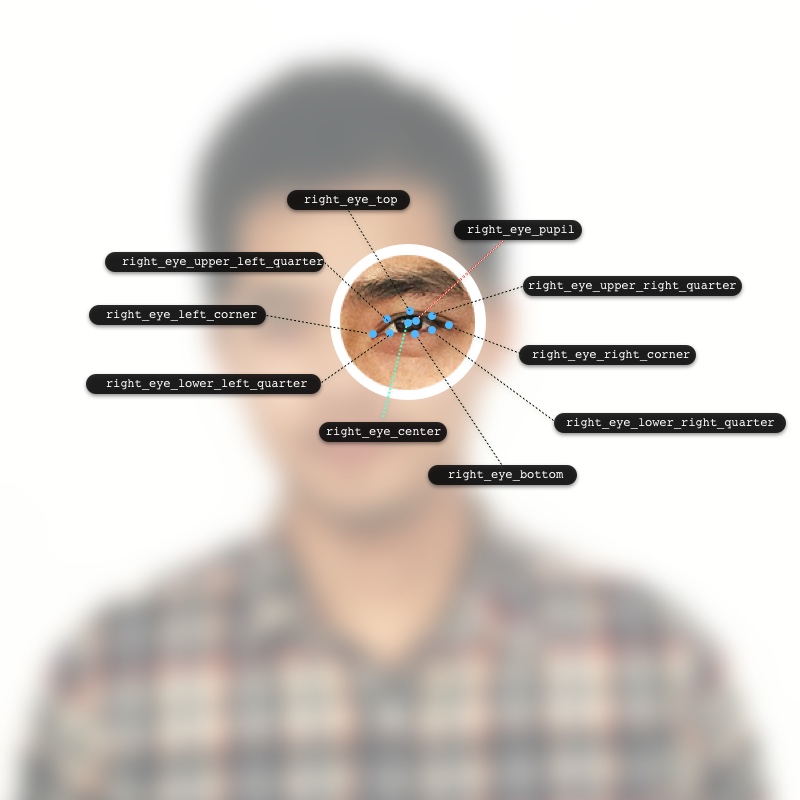 right_eye_top
right_eye_pupil
right_eye_upper_left_quarter
right_eye_upper_right_quarter
right_eye_left_corner
right_eye_right_corner
right_eye_lower_left_quarter
right_eye_lower_right_quarter
right_eye_center
right_eye_bottom